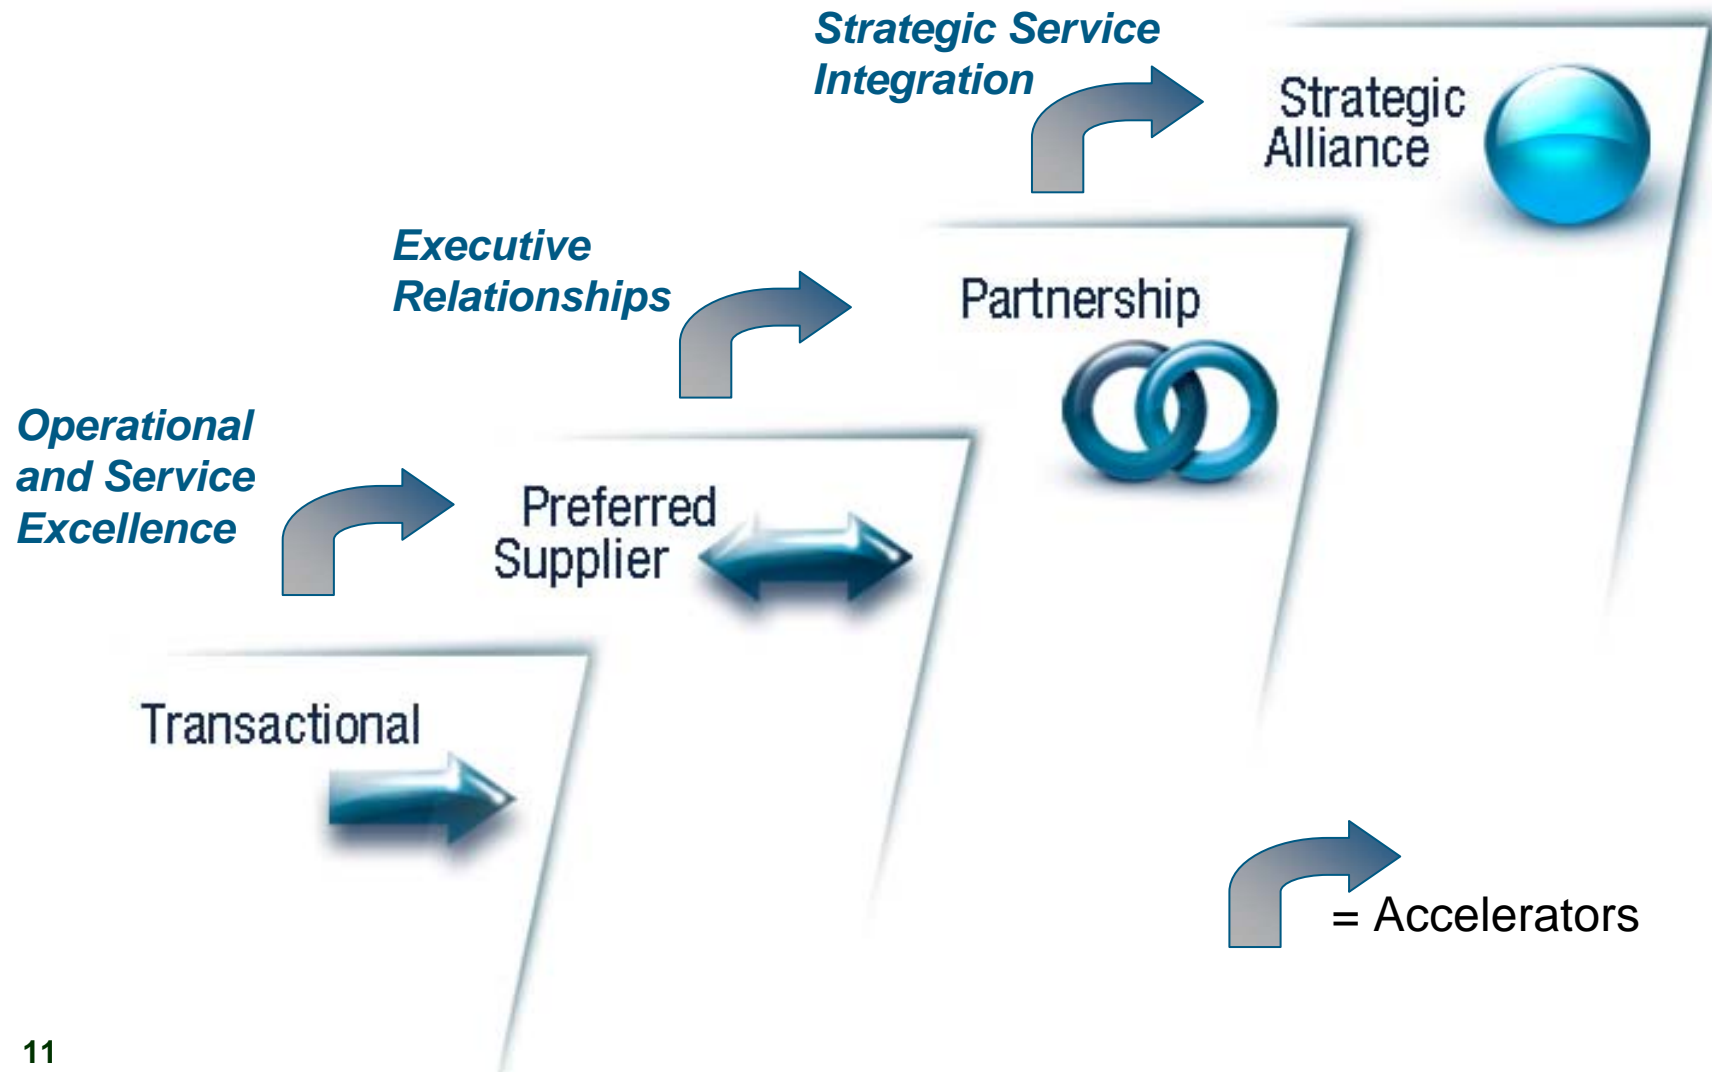 Strategic Service
Integration
Strategic
Alliance
Executive
Relationships
Partnership
Operational
and Service
Excellence
Preferred
Supplier
Transactional
= Accelerators
11